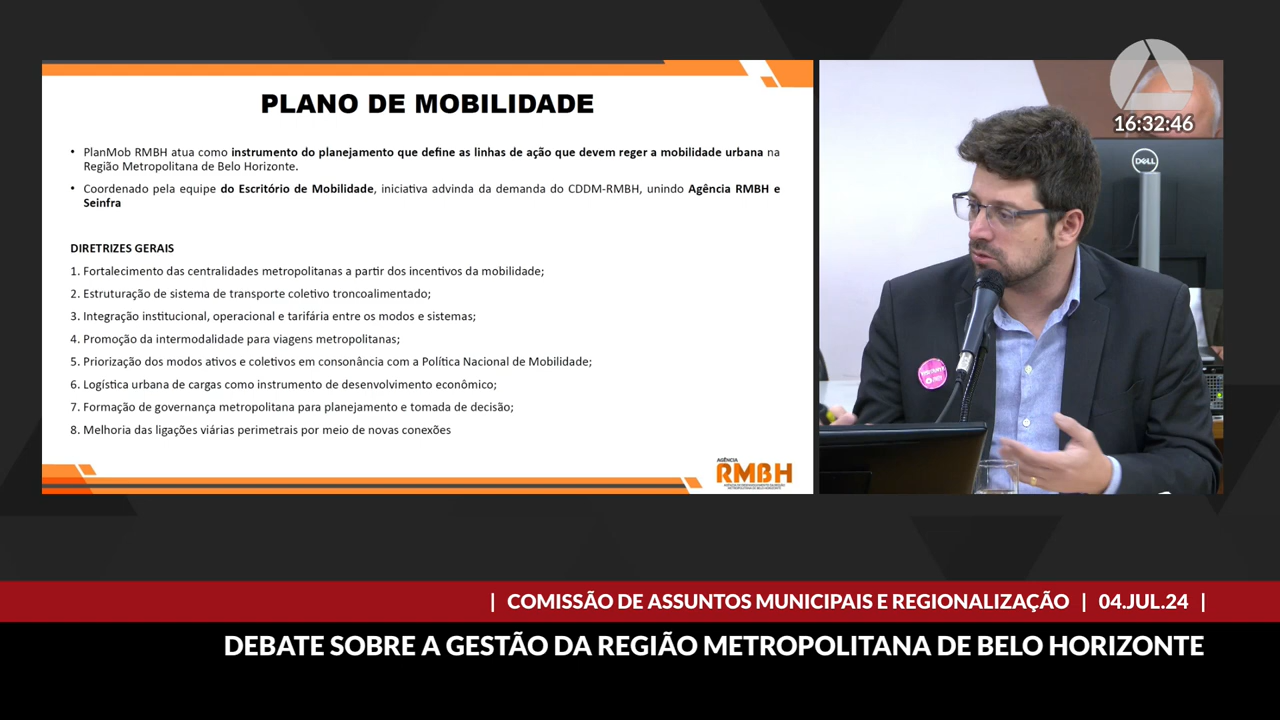 PLANO DE MOBILIDADE
• PlanMob RMBH atua como instrumento do planejamento que define as linhas de ação que devem reger a mobilidade urbana na
Região Metropolitana de Belo Horizonte.
• Coordenado pela equipe do Escritório de Mobilidade, iniciativa advinda da demanda do CDDM-RMBH, unindo Agência RMBH e
Seinfra
DIRETRIZES GERAIS
1. Fortalecimento das centralidades metropolitanas a partir dos incentivos da mobilidade;
2. Estruturação de sistema de transporte coletivo troncoalimentado;
3. Integração institucional, operacional e tarifária entre os modos e sistemas;
4. Promoção da intermodalidade para viagens metropolitanas;
5. Priorização dos modos ativos e coletivos em consonância com a Política Nacional de Mobilidade;
6. Logística urbana de cargas como instrumento de desenvolvimento econômico;
7. Formação de governança metropolitana para planejamento e tomada de decisão;
8. Melhoria das ligações viárias perimetrais por meio de novas conexões
AGÊNCIA
RMBH
16:32:46
DELL
| COMISSÃO DE ASSUNTOS MUNICIPAIS E REGIONALIZAÇÃO | 04.JUL.24 |
DEBATE SOBRE A GESTÃO DA REGIÃO METROPOLITANA DE BELO HORIZONTE